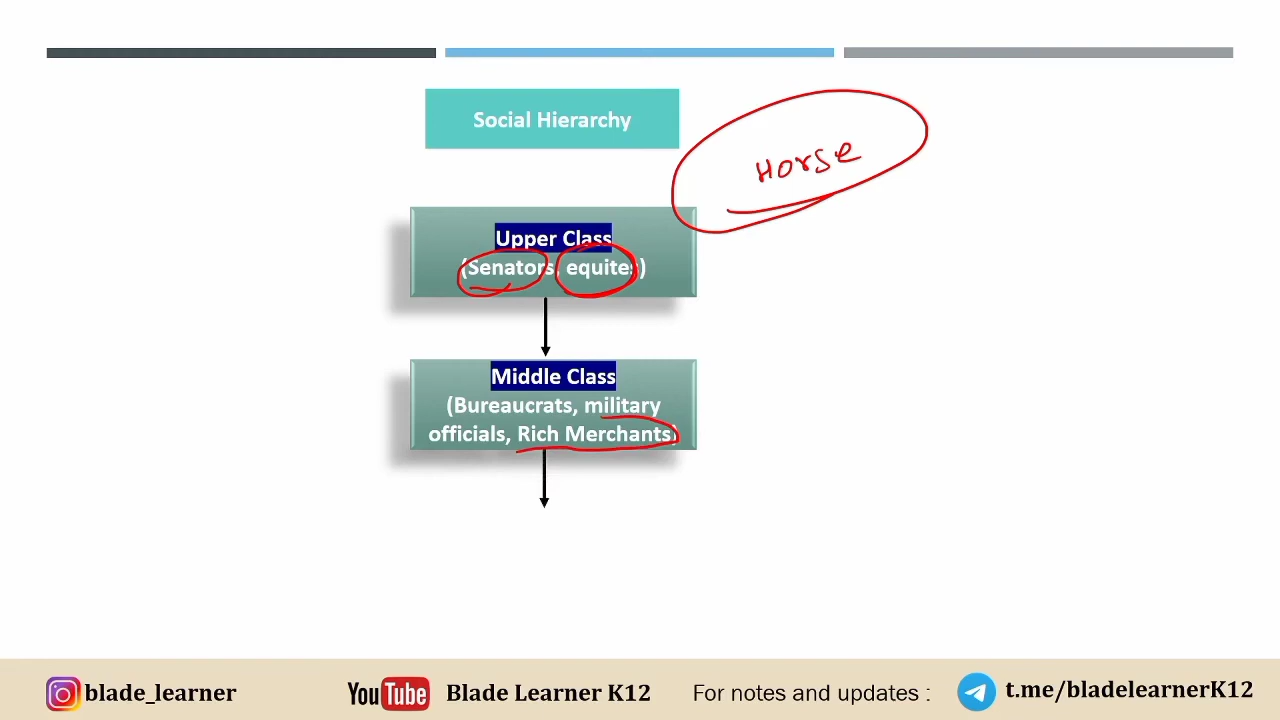 Social Hierarchy
Horse
Upper Class
(Senators, equites)
Middle Class
(Bureaucrats, military
officials, Rich Merchants)
blade_learner
YouTube
Blade Learner K12
For notes and updates :
t.me/bladelearnerK12